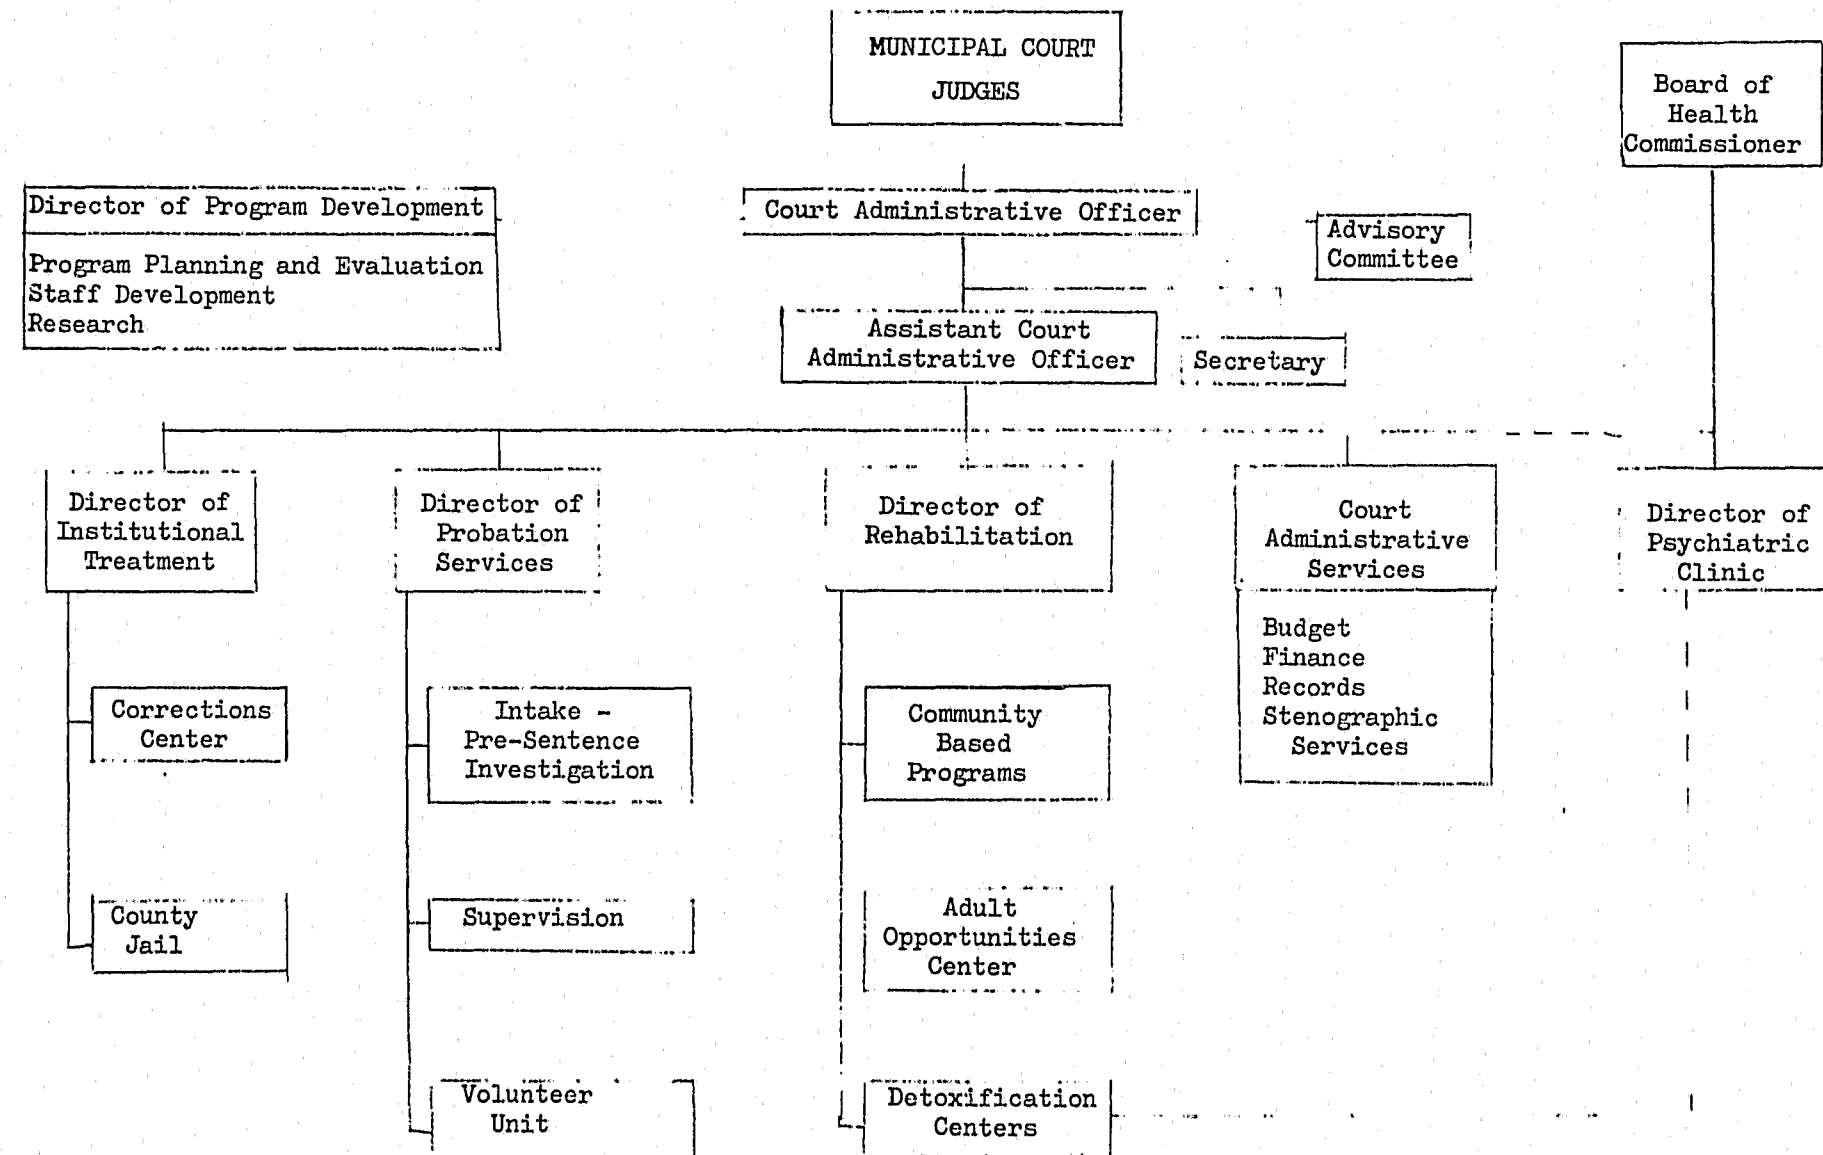 MUNICIPAL COURT
JUDGES
Board of
Health
Commissioner
Director of Program Development
Program Planning and Evaluation
Staff Development
Research
Court Administrative Officer
Advisory
Committee
Assistant Court
Administrative Officer
Secretary
Director of
Institutional
Treatment
Director of
Probation
Services
Director of
Rehabilitation
Court
Administrative
Services
Director of
Psychiatric
Clinic
Budget
Finance
Records
Stenographic
Services
Corrections
Center
Intake -
Pre-Sentence
Investigation
Community
Based
Programs
County
Jail
Supervision
Adult
Opportunities
Center
Volunteer
Unit
Detoxification
Centers